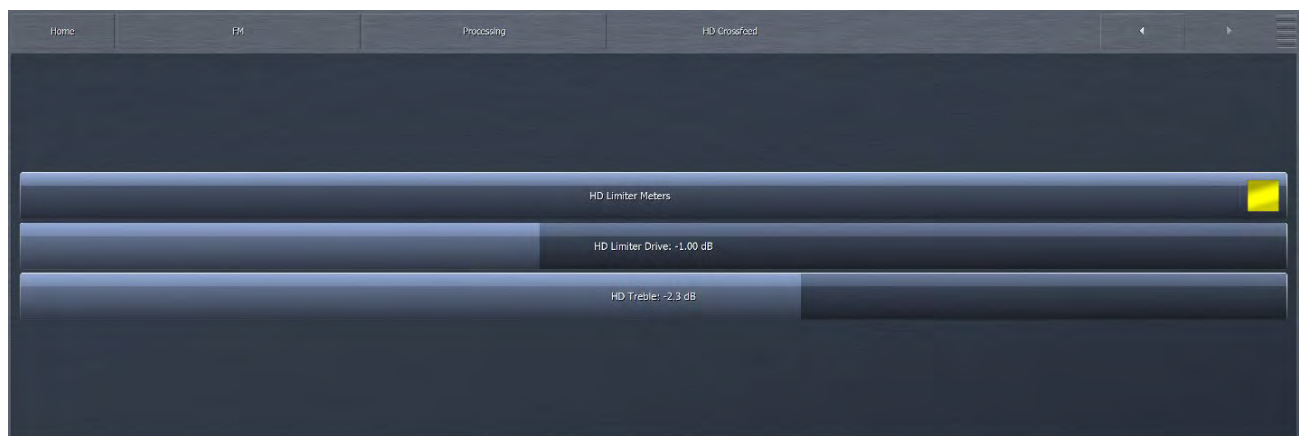 Home FM Processing HD Crossfeed
HD Limiter Meters
HD Limiter Drive: -1.00 dB
HD Treble: -2.3 dB